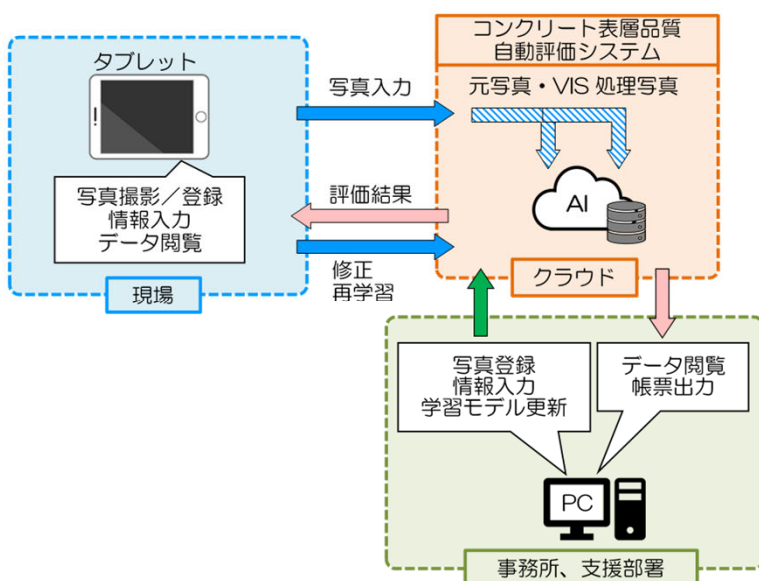 コンクリート表層品質
自動評価システム
タブレット
写真撮影／登録
情報入力
データ閲覧
現場
写真入力
評価結果
修正
再学習
元写真・VIS 処理写真
AI
クラウド
写真登録
情報入力
学習モデル更新
データ閲覧
帳票出力
PC
事務所、支援部署